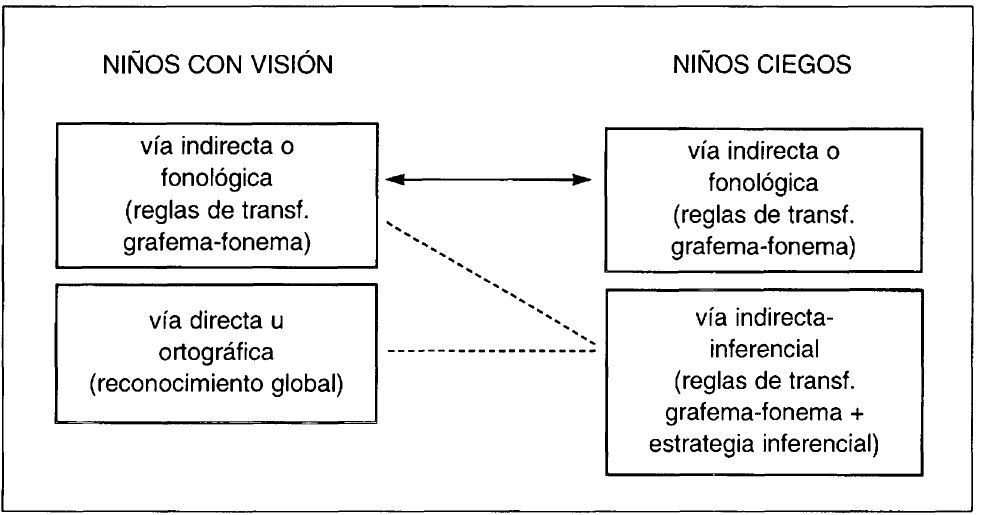 NIÑOS CON VISIÓN
NIÑOS CIEGOS
vía indirecta o
fonológica
(reglas de transf.
grafema-fonema)
vía indirecta o
fonológica
(reglas de transf.
grafema-fonema)
vía directa u
ortográfica
(reconocimiento global)
vía indirecta-
inferencial
(reglas de transf.
grafema-fonema +
estrategia inferencial)